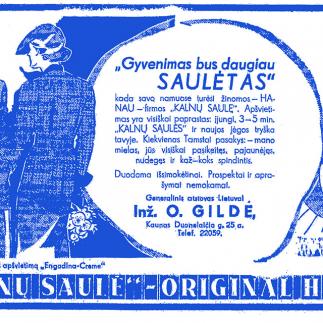 „Gyvenimas bus daugiau
SAULĖTAS"
kada savo namuose turėsi žinomos – HA-
NAU – firmos „KALNŲ SAULĘ". Apšvieti-
mas yra visiškai paprastas: įjungi, 3–5 min.
„KALNŲ SAULĖS" ir naujos jėgos tryška
tavyje. Kiekvienas Tamstai pasakys: – mano
mielas, jūs visiškai pasikeitęs, pajaunėjęs,
nudegęs ir kaž–koks spindintis.
Duodama išsimokėtinai. Prospektai ir apra-
šymai nemokamai.
Generalinis atstovas Lietuvai
Inž. O. GILDE,
Kaunas Duonelaičio g. 25 a.
Telef. 22059.
apšvietimą „Engadina-Creme"
NŲ SAULĖ" – ORIGINAL H